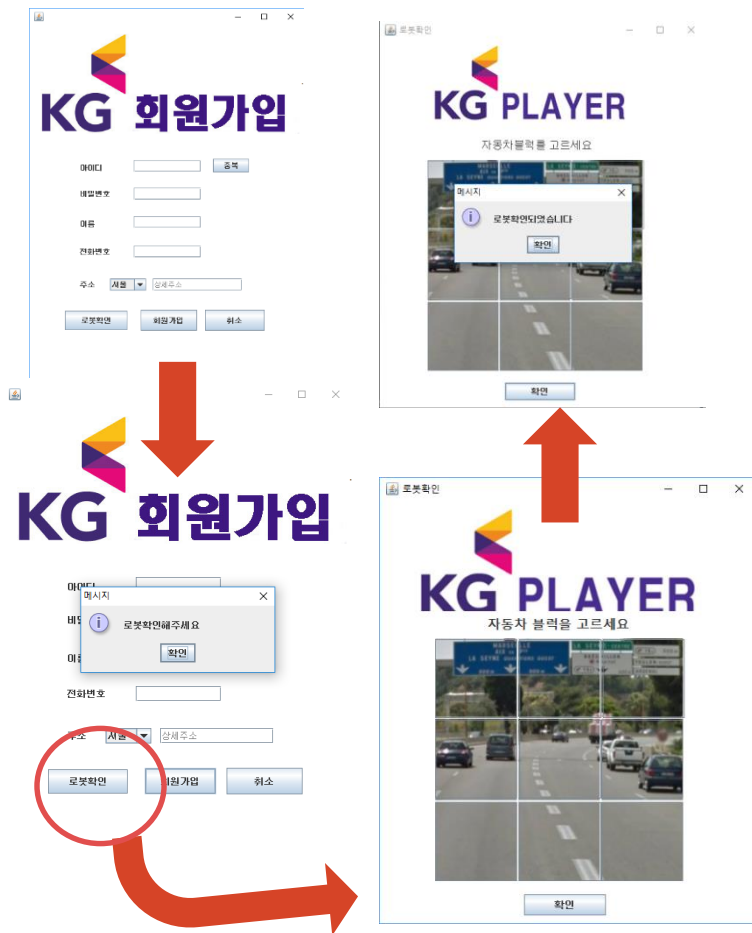 KG 회원가입
아이디 중복
비밀번호
이름
전화번호
주소 서울 상세주소
로봇확인 회원가입 취소
로봇확인
KG PLAYER
자동차블럭를 고르세요
LA SEYNE
메시지
로봇확인되었습니다
확인
확인
KG 회원가입
메시지
로봇확인해주세요
확인
전화번호
주소 서울 상세주소
로봇확인 회원가입 취소
로봇확인
KG PLAYER
자동차 블럭을 고르세요
MARSEILLE
LA SEYNE
확인